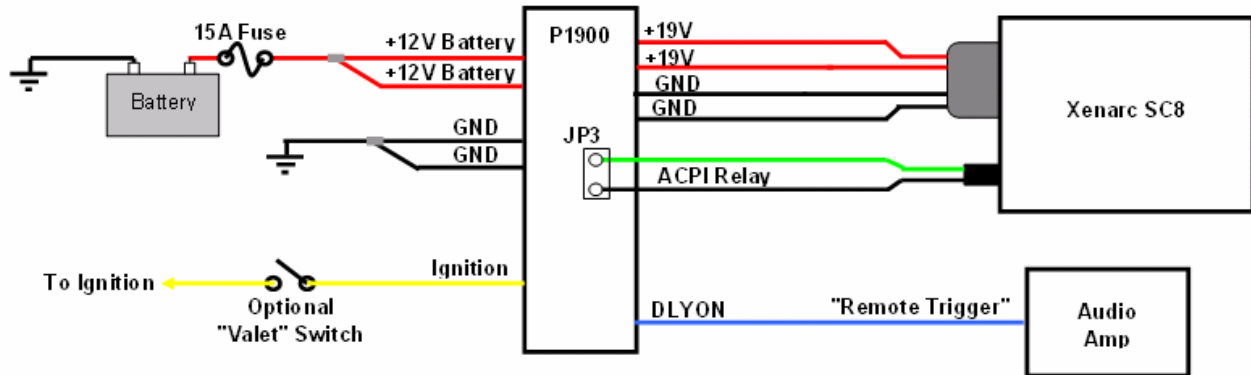 15A Fuse
+12V Battery
+12V Battery
Battery
GND
GND
To Ignition
Optional
"Valet" Switch
Ignition
P1900
JP3
+19V
+19V
GND
GND
ACPI Relay
Xenarc SC8
DLYON
"Remote Trigger"
Audio
Amp